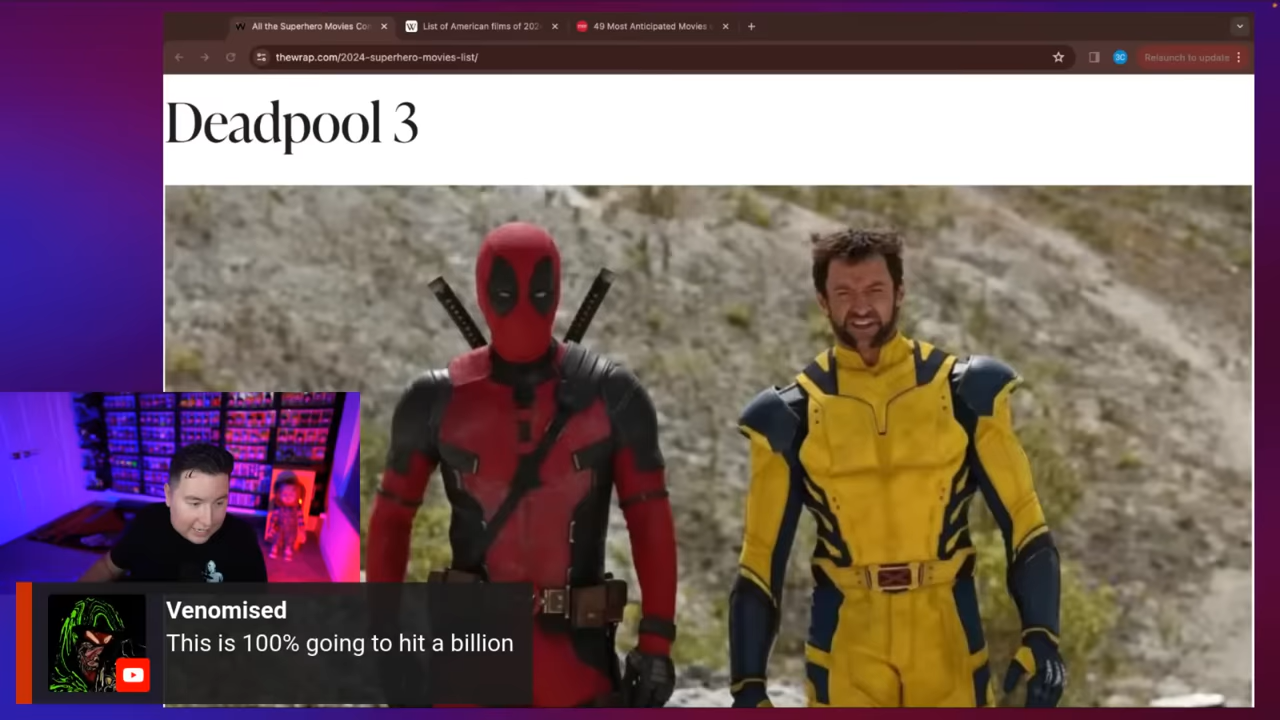 All the Superhero Movies Co
List of American films of 202
49 Most Anticipated Movies
thewrap.com/2024-superhero-movies-list/
Relaunch to update
Deadpool 3
Venomised
This is 100% going to hit a billion